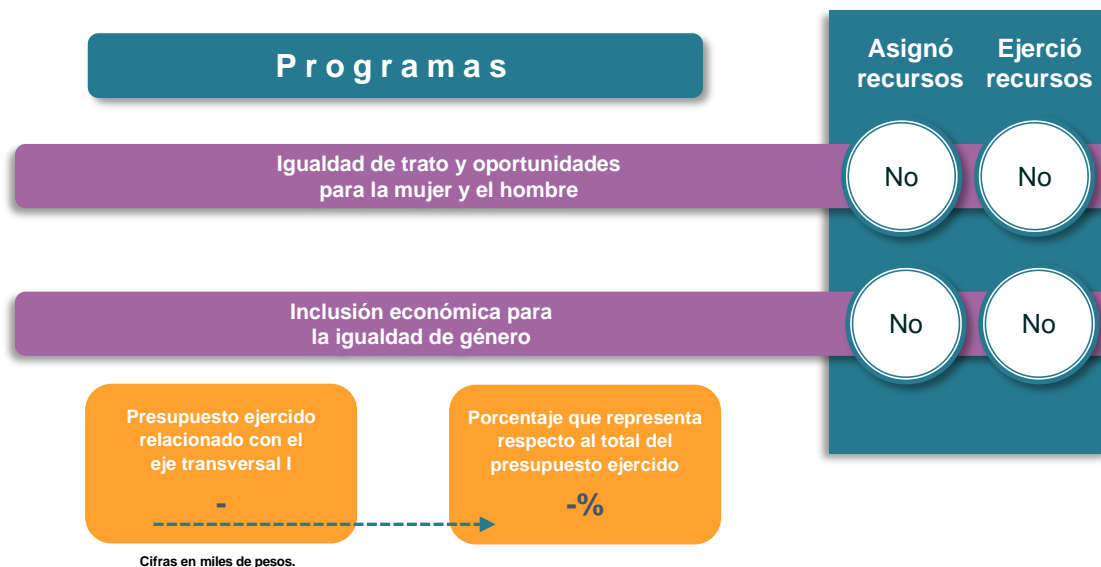 Programas
Asignó
recursos
Ejerció
recursos
Igualdad de trato y oportunidades
para la mujer y el hombre
No
No
Inclusión económica para
la igualdad de género
No
No
Presupuesto ejercido
relacionado con el
eje transversal I
-
Porcentaje que representa
respecto al total del
presupuesto ejercido
-%
Cifras en miles de pesos.